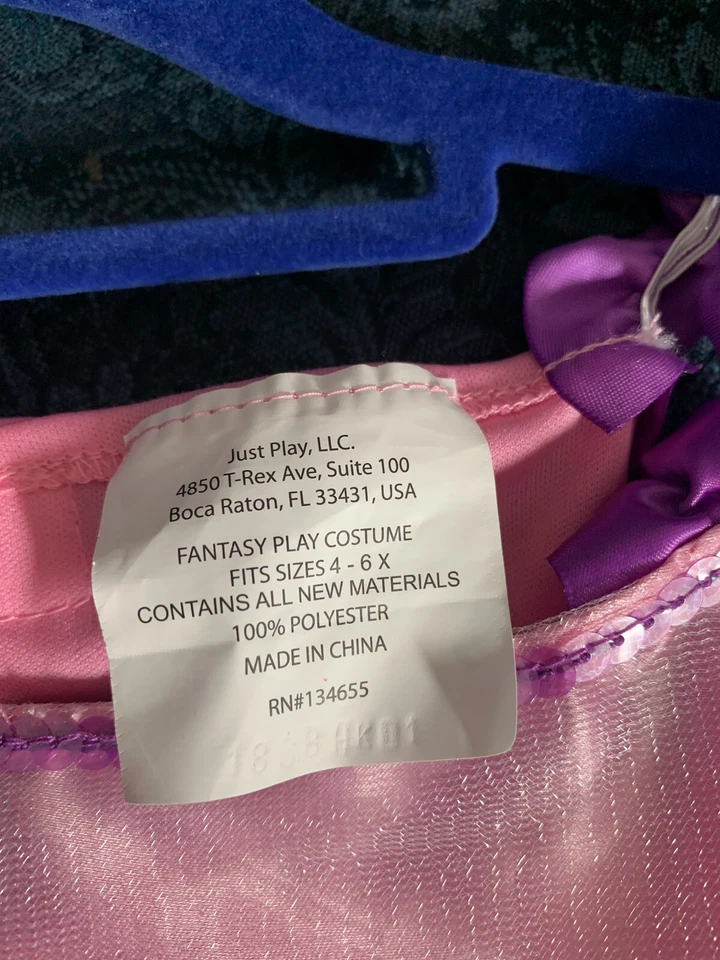 Just Play, LLC.
4850 T-Rex Ave, Suite 100
Boca Raton, FL 33431, USA
FANTASY PLAY COSTUME
FITS SIZES 4 - 6 X
CONTAINS ALL NEW MATERIALS
100% POLYESTER
MADE IN CHINA
RN#134655